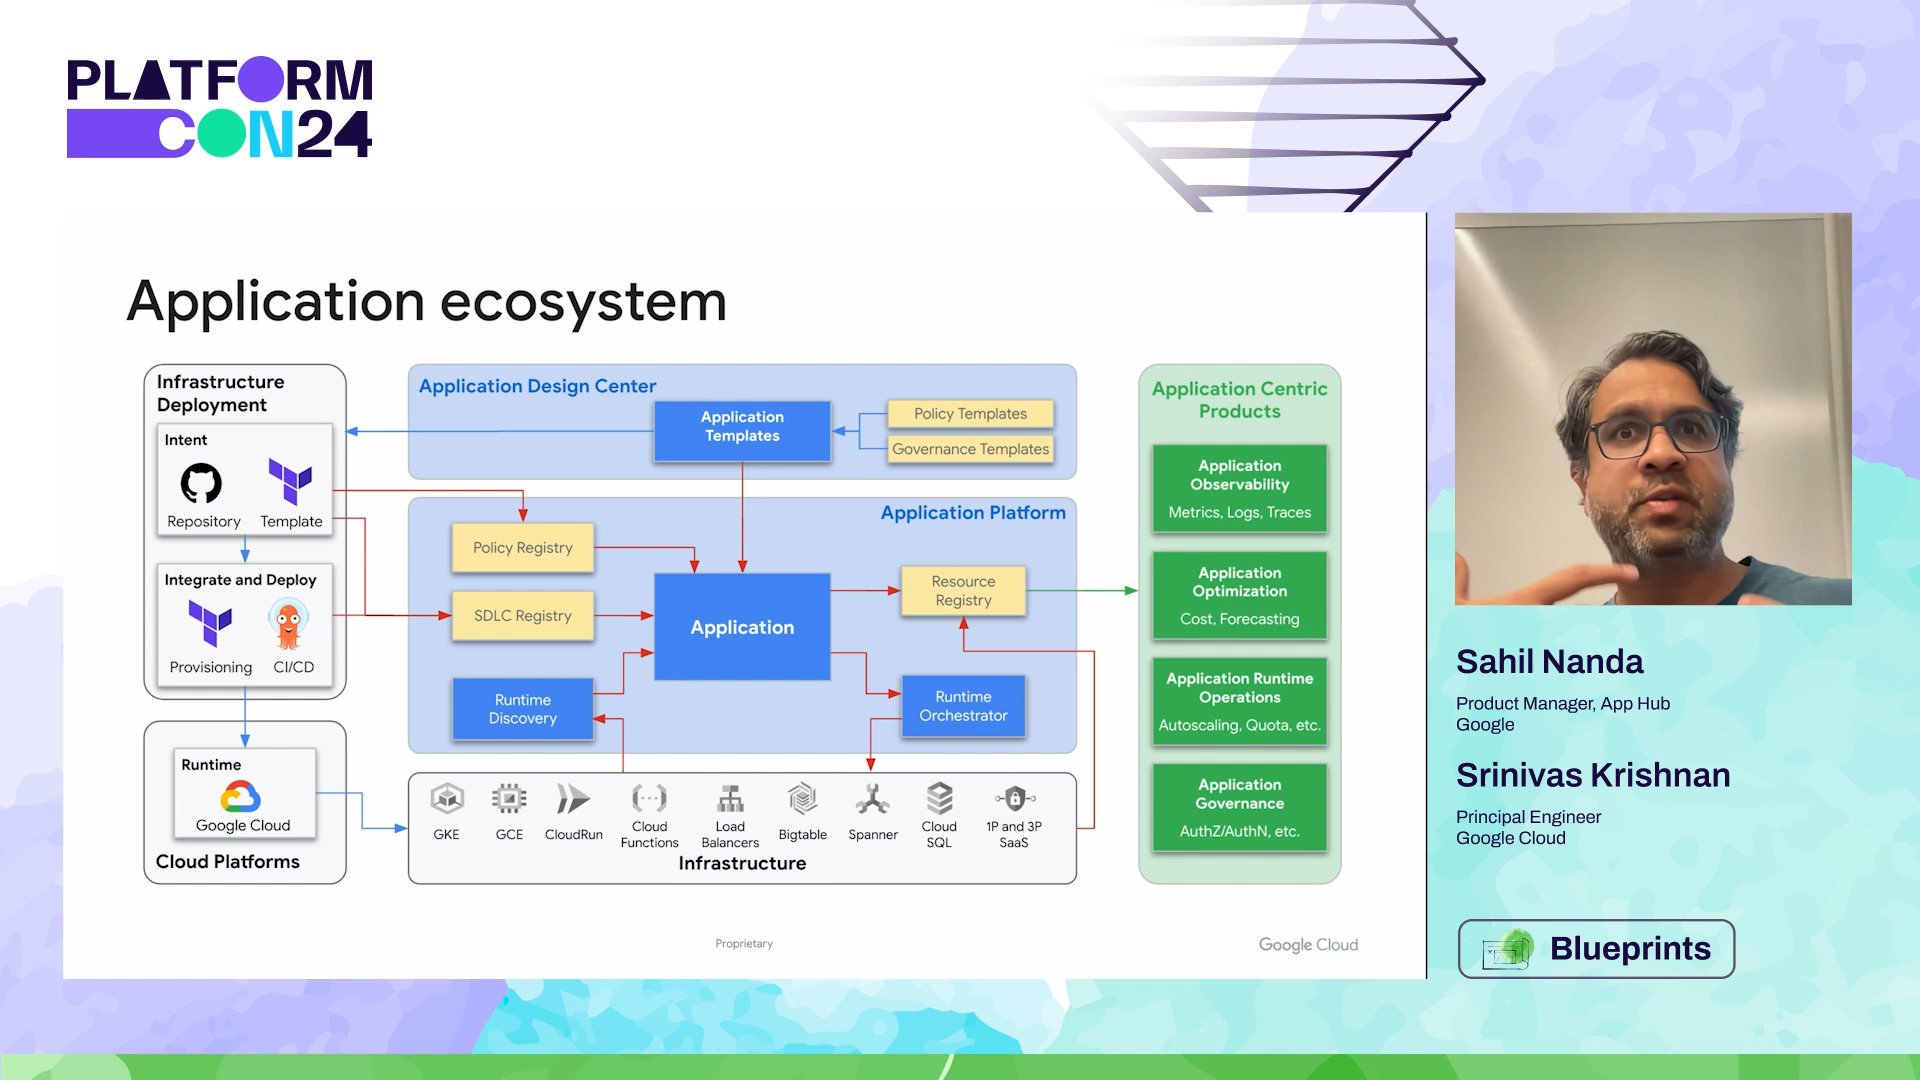 PLATFORM
CON24
Application ecosystem
Infrastructure
Deployment
Intent
Repository
Template
Integrate and Deploy
Provisioning
CI/CD
Runtime
Google Cloud
Cloud Platforms
Application Design Center
Application
Templates
Policy Templates
Governance Templates
Application Platform
Policy Registry
SDLC Registry
Runtime
Discovery
Application
Resource
Registry
Runtime
Orchestrator
GKE
GCE
CloudRun
Cloud
Functions
Load
Balancers
Bigtable
Spanner
Cloud
SQL
1P and 3P
SaaS
Infrastructure
Application Centric
Products
Application
Observability
Metrics, Logs, Traces
Application
Optimization
Cost, Forecasting
Application Runtime
Operations
Autoscaling, Quota, etc.
Application
Governance
AuthZ/AuthN, etc.
Proprietary
Google Cloud
Sahil Nanda
Product Manager, App Hub
Google
Srinivas Krishnan
Principal Engineer
Google Cloud
Blueprints